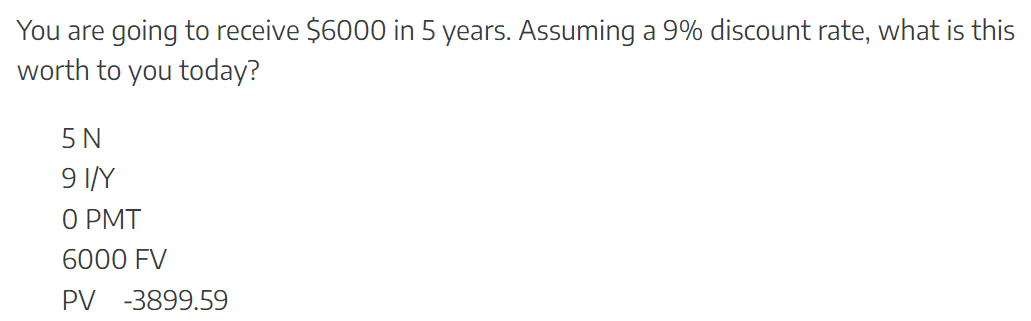 You are going to receive $6000 in 5 years. Assuming a 9% discount rate, what is this
worth to you today?
5 N
9 I/Y
0 PMT
6000 FV
PV -3899.59